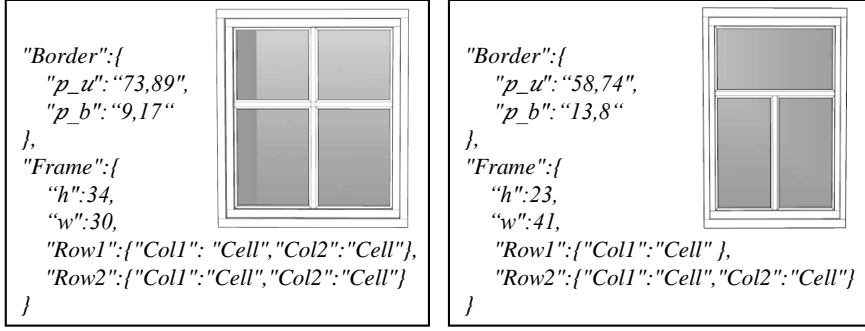 "Border":{
"p_u":“73,89",
"p_b":“9,17“
},
"Frame":{
“h":34,
“w":30,
"Row1":{"Col1": "Cell","Col2":"Cell"},
"Row2":{"Col1":"Cell","Col2":"Cell"}
}
"Border":{
"p_u":“58,74",
"p_b":“13,8“
},
"Frame":{
“h":23,
“w":41,
"Row1":{"Col1":"Cell" },
"Row2":{"Col1":"Cell","Col2":"Cell"}
}